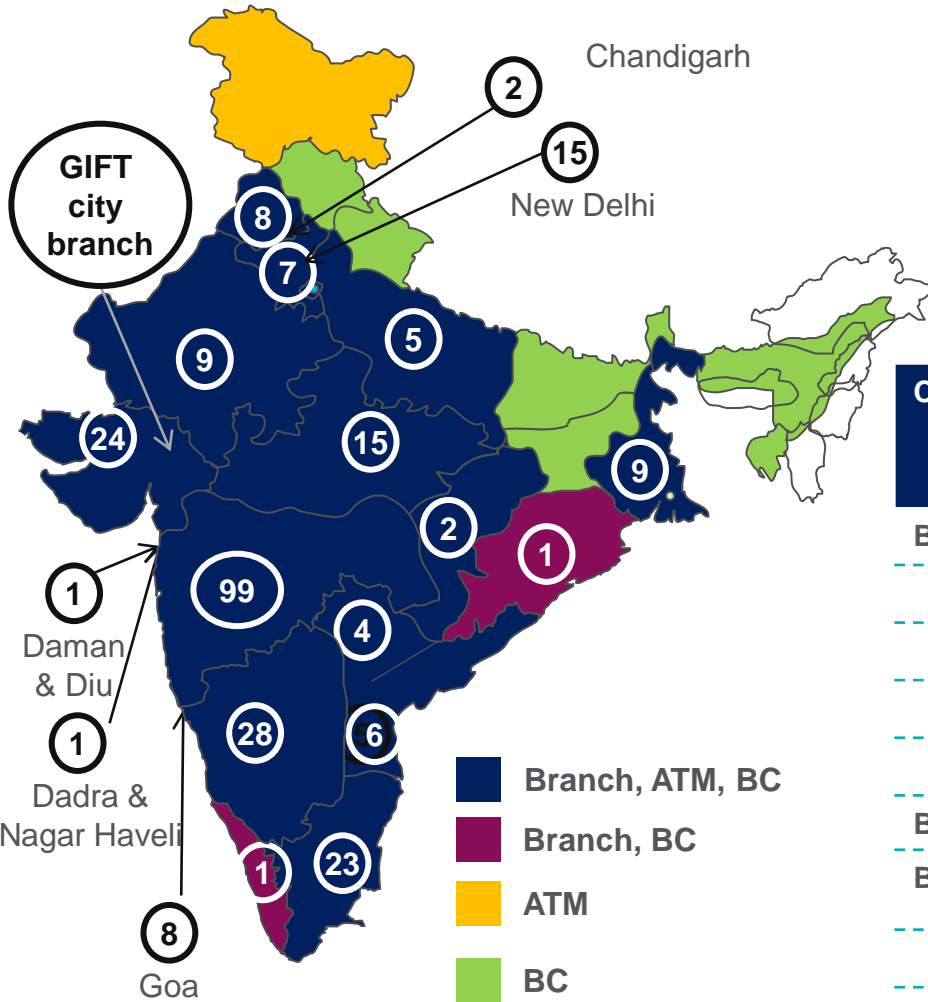 Chandigarh
2
15
New Delhi
GIFT
city
branch
8
7
5
9
24
15
9
2
1
99
1
Daman
& Diu
4
28
6
1
Dadra &
Nagar Haveli
23
1
8
Goa
Branch, ATM, BC
Branch, BC
ATM
BC